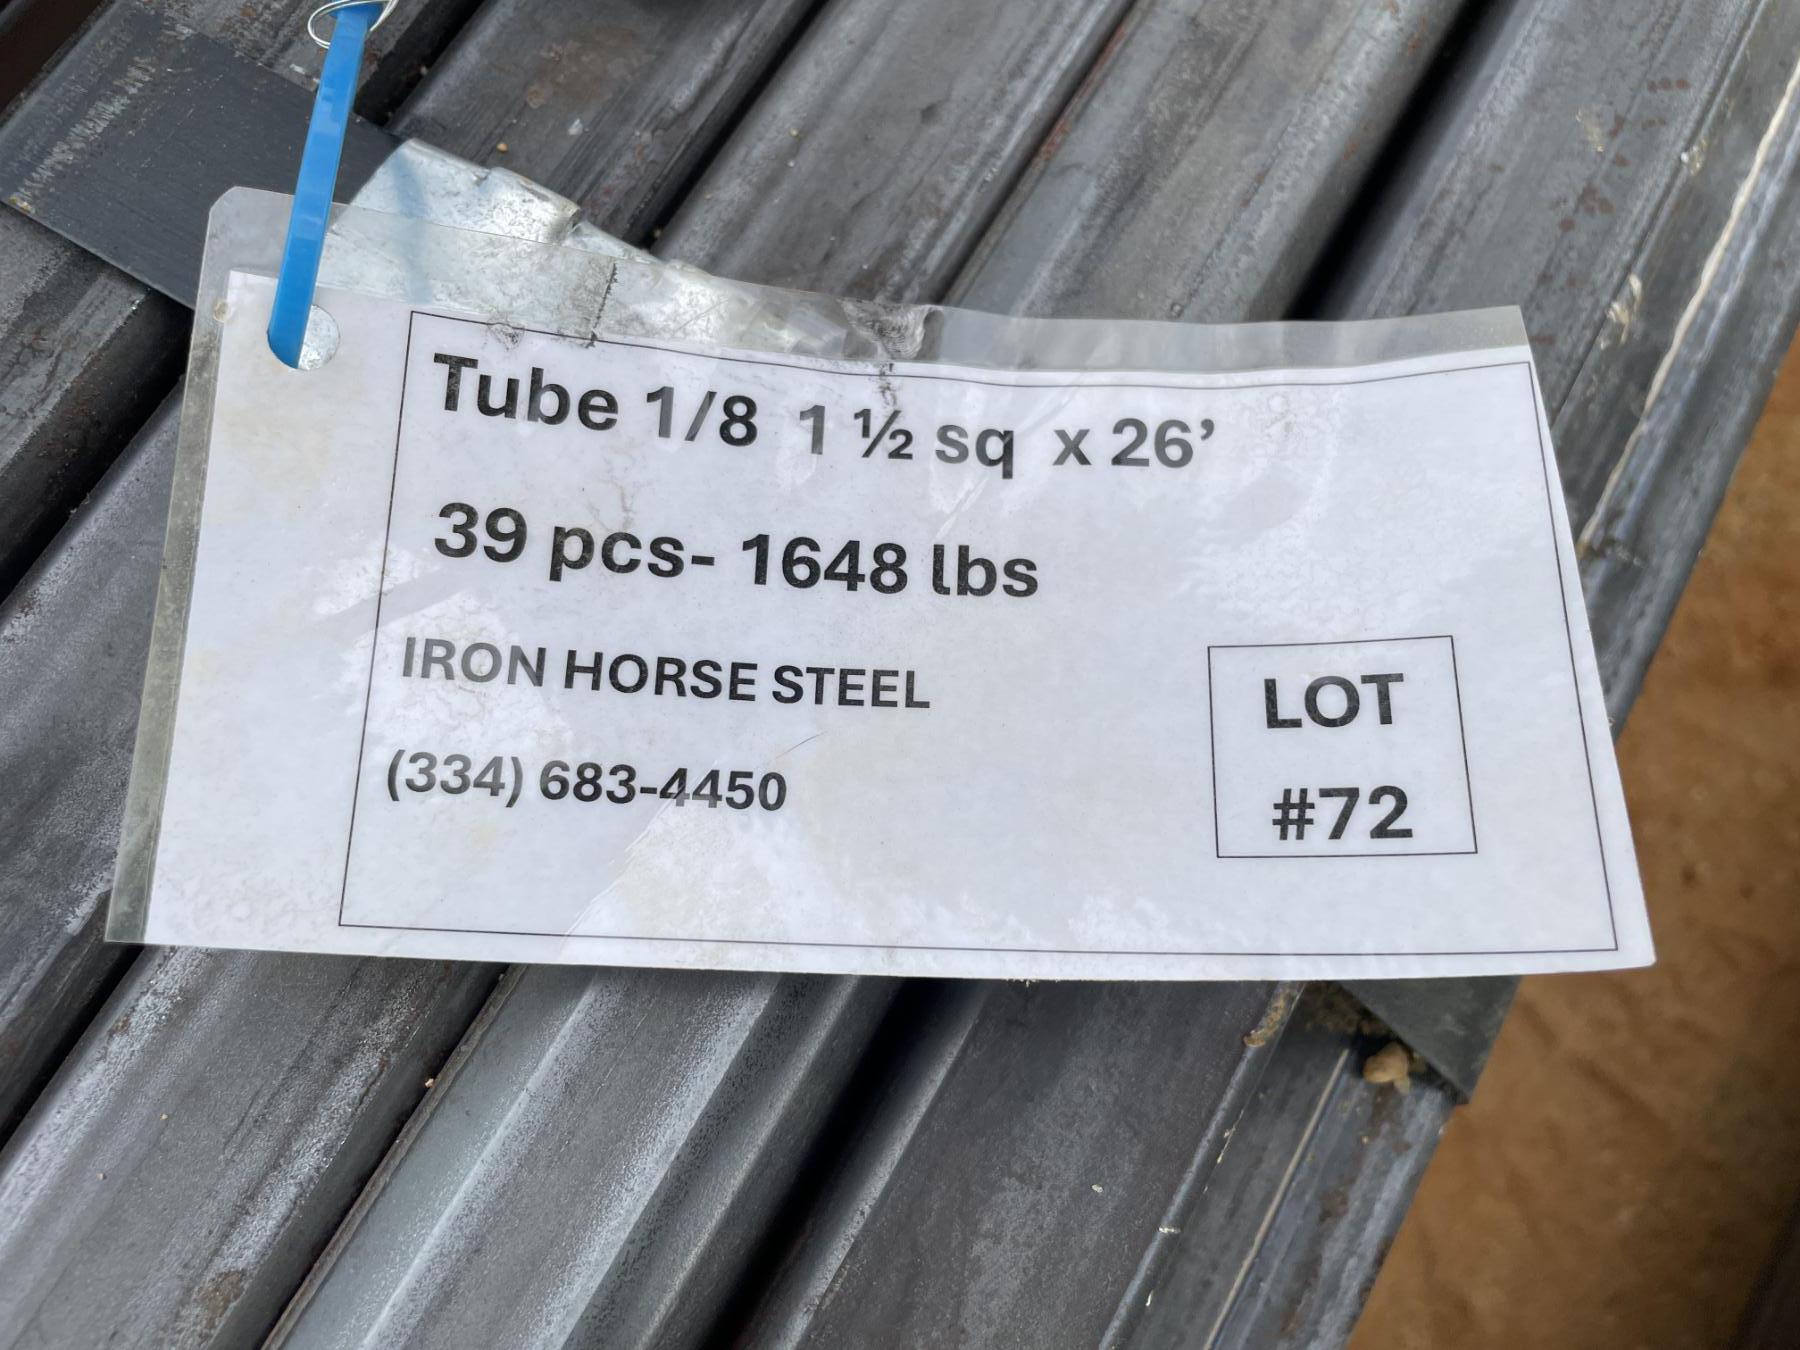 Tube 1/8 1 ½ sq x 26’
39 pcs- 1648 lbs
IRON HORSE STEEL
(334) 683-4450
LOT
#72